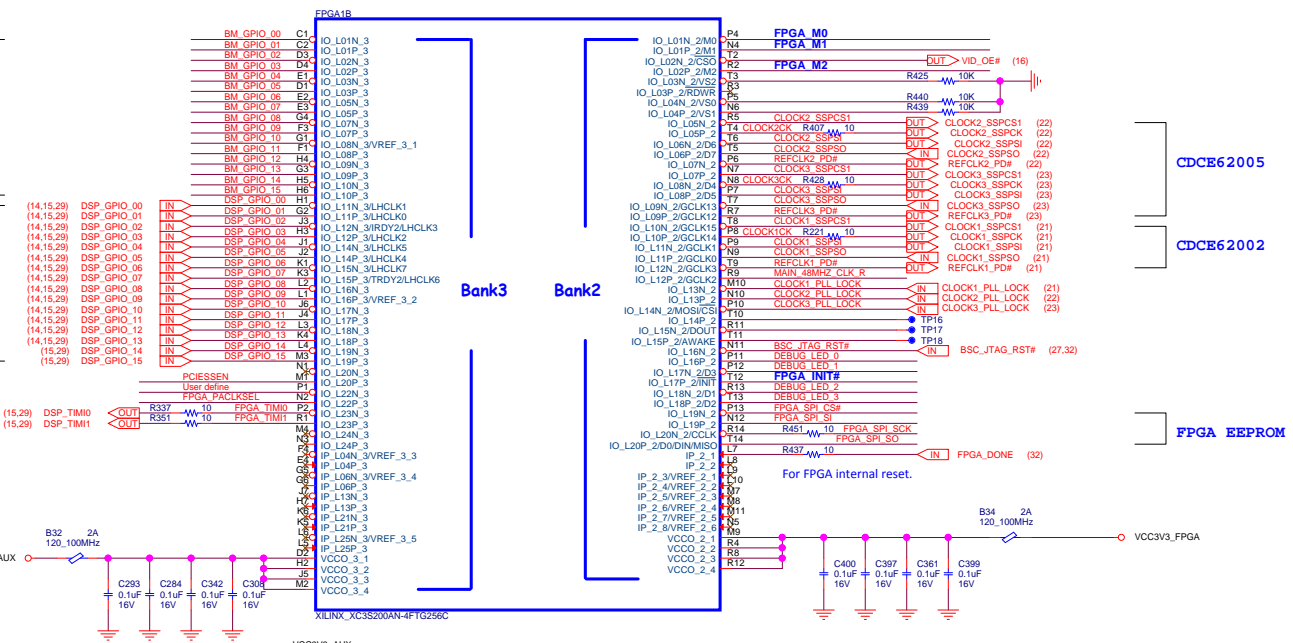 FPGA1B
BM_GPIO_00 C1 IO_L01N_3
BM_GPIO_01 C2 IO_L01P_3
BM_GPIO_02 D3 IO_L02N_3
BM_GPIO_03 D4 IO_L02P_3
BM_GPIO_04 E1 IO_L03N_3
BM_GPIO_05 D1 IO_L03P_3
BM_GPIO_06 E2 IO_L05N_3
BM_GPIO_07 E3 IO_L05P_3
BM_GPIO_08 G4 IO_L07N_3
BM_GPIO_09 F3 IO_L07P_3
BM_GPIO_10 G1 IO_L08N_3/VREF_3_1
BM_GPIO_11 F1 IO_L08P_3
BM_GPIO_12 H4 IO_L09N_3
BM_GPIO_13 G3 IO_L09P_3
BM_GPIO_14 H5 IO_L10N_3
BM_GPIO_15 H6 IO_L10P_3
(14,15,29) DSP_GPIO_00 IN DSP_GPIO_00 H1 IO_L11N_3/LHCLK1
(14,15,29) DSP_GPIO_01 IN DSP_GPIO_01 G2 IO_L11P_3/LHCLK0
(14,15,29) DSP_GPIO_02 IN DSP_GPIO_02 J3 IO_L12N_3/IRDY2/LHCLK3
(14,15,29) DSP_GPIO_03 IN DSP_GPIO_03 H3 IO_L12P_3/LHCLK2
(14,15,29) DSP_GPIO_04 IN DSP_GPIO_04 J1 IO_L14N_3/LHCLK5
(14,15,29) DSP_GPIO_05 IN DSP_GPIO_05 J2 IO_L14P_3/LHCLK4
(14,15,29) DSP_GPIO_06 IN DSP_GPIO_06 K1 IO_L15N_3/LHCLK7
(14,15,29) DSP_GPIO_07 IN DSP_GPIO_07 K3 IO_L15P_3/TRDY2/LHCLK6
(14,15,29) DSP_GPIO_08 IN DSP_GPIO_08 L2 IO_L16N_3
(14,15,29) DSP_GPIO_09 IN DSP_GPIO_09 L1 IO_L16P_3/VREF_3_2
(14,15,29) DSP_GPIO_10 IN DSP_GPIO_10 J6 IO_L17N_3
(14,15,29) DSP_GPIO_11 IN DSP_GPIO_11 J4 IO_L17P_3
(14,15,29) DSP_GPIO_12 IN DSP_GPIO_12 L3 IO_L18N_3
(14,15,29) DSP_GPIO_13 IN DSP_GPIO_13 K4 IO_L18P_3
(15,29) DSP_GPIO_14 IN DSP_GPIO_14 L4 IO_L19N_3
(15,29) DSP_GPIO_15 IN DSP_GPIO_15 M3 IO_L19P_3
N1 IO_L20N_3
PCIESSEN M1 IO_L20P_3
User define P1 IO_L22N_3
FPGA_PACLKSEL N2 IO_L22P_3
(15,29) DSP_TIMI0 OUT R337 10 FPGA_TIMI0 P2 IO_L23N_3
(15,29) DSP_TIMI1 OUT R351 10 FPGA_TIMI1 R1 IO_L23P_3
M4 IO_L24N_3
N3 IO_L24P_3
F4 IP_L04N_3/VREF_3_3
E4 IP_L04P_3
G5 IP_L06N_3/VREF_3_4
G6 IP_L06P_3
J7 IP_L13N_3
H7 IP_L13P_3
K6 IP_L21N_3
K5 IP_L21P_3
L6 IP_L25N_3/VREF_3_5
L5 IP_L25P_3
D2 VCCO_3_1
H2 VCCO_3_2
J5 VCCO_3_3
M2 VCCO_3_4
Bank3
Bank2
IO_L01N_2/M0 P4 FPGA_M0
IO_L01P_2/M1 N4 FPGA_M1
IO_L02N_2/CSO T2 OUT VID_OE# (16)
IO_L02P_2/M2 R2 FPGA_M2
IO_L03N_2/VS2 T3 R425 10K
IO_L03P_2/RDWR R3
IO_L04N_2/VS0 P5 R440 10K
IO_L04P_2/VS1 N6 R439 10K
IO_L05N_2 R5 CLOCK2_SSPCS1 OUT CLOCK2_SSPCS1 (22)
IO_L05P_2 T4 CLOCK2CK R407 10 OUT CLOCK2_SSPCK (22)
IO_L06N_2/D6 T6 CLOCK2_SSPSI OUT CLOCK2_SSPSI (22)
IO_L06P_2/D7 T5 CLOCK2_SSPSO IN CLOCK2_SSPSO (22)
IO_L07N_2 P6 REFCLK2_PD# OUT REFCLK2_PD# (22)
IO_L07P_2 N7 CLOCK3_SSPCS1 OUT CLOCK3_SSPCS1 (23)
IO_L08N_2/D4 N8 CLOCK3CK R428 10 OUT CLOCK3_SSPCK (23)
IO_L08P_2/D5 P7 CLOCK3_SSPSI OUT CLOCK3_SSPSI (23)
IO_L09N_2/GCLK13 T7 CLOCK3_SSPSO IN CLOCK3_SSPSO (23)
IO_L09P_2/GCLK12 R7 REFCLK3_PD# OUT REFCLK3_PD# (23)
IO_L10N_2/GCLK15 T8 CLOCK1_SSPCS1 OUT CLOCK1_SSPCS1 (21)
IO_L10P_2/GCLK14 P8 CLOCK1CK R221 10 OUT CLOCK1_SSPCK (21)
IO_L11N_2/GCLK1 P9 CLOCK1_SSPSI OUT CLOCK1_SSPSI (21)
IO_L11P_2/GCLK0 N9 CLOCK1_SSPSO IN CLOCK1_SSPSO (21)
IO_L12N_2/GCLK3 T9 REFCLK1_PD# OUT REFCLK1_PD# (21)
IO_L12P_2/GCLK2 R9 MAIN_48MHZ_CLK_R
IO_L13N_2 M10 CLOCK1_PLL_LOCK IN CLOCK1_PLL_LOCK (21)
IO_L13P_2 N10 CLOCK2_PLL_LOCK IN CLOCK2_PLL_LOCK (22)
IO_L14N_2/MOSI/CSI P10 CLOCK3_PLL_LOCK IN CLOCK3_PLL_LOCK (23)
IO_L14P_2 T10 TP16
IO_L15N_2/DOUT R11 TP17
IO_L15P_2/AWAKE T11 TP18
IO_L16N_2 N11 BSC_JTAG_RST# IN BSC_JTAG_RST# (27,32)
IO_L16P_2 P11 DEBUG_LED_0
IO_L17N_2/D3 P12 DEBUG_LED_1
IO_L17P_2/INIT T12 FPGA_INIT#
IO_L18N_2/D1 R13 DEBUG_LED_2
IO_L18P_2/D2 T13 DEBUG_LED_3
IO_L19N_2 P13 FPGA_SPI_CS#
IO_L19P_2 N12 FPGA_SPI_SI
IO_L20N_2/CCLK R14 R451 10 FPGA_SPI_SCK
IO_L20P_2/D0/DIN/MISO T14 FPGA_SPI_SO
IP_2_1 L7 R437 10 IN FPGA_DONE (32)
IP_2_2 L8
IP_2_3/VREF_2_1 L9
IP_2_4/VREF_2_2 L10
IP_2_5/VREF_2_3 M7
IP_2_6/VREF_2_4 M8
IP_2_7/VREF_2_5 M11
IP_2_8/VREF_2_6 N5
VCCO_2_1 M9
VCCO_2_2 R4
VCCO_2_3 R8
VCCO_2_4 R12
CDCE62005
CDCE62002
FPGA EEPROM
For FPGA internal reset.
B32 2A
120_100MHz
AUX
C293 0.1uF 16V
C284 0.1uF 16V
C342 0.1uF 16V
0.1uF 16V
B34 2A
120_100MHz
VCC3V3_FPGA
C400 0.1uF 16V
C397 0.1uF 16V
C361 0.1uF 16V
C399 0.1uF 16V
XILINX_XC3S200AN-4FTG256C